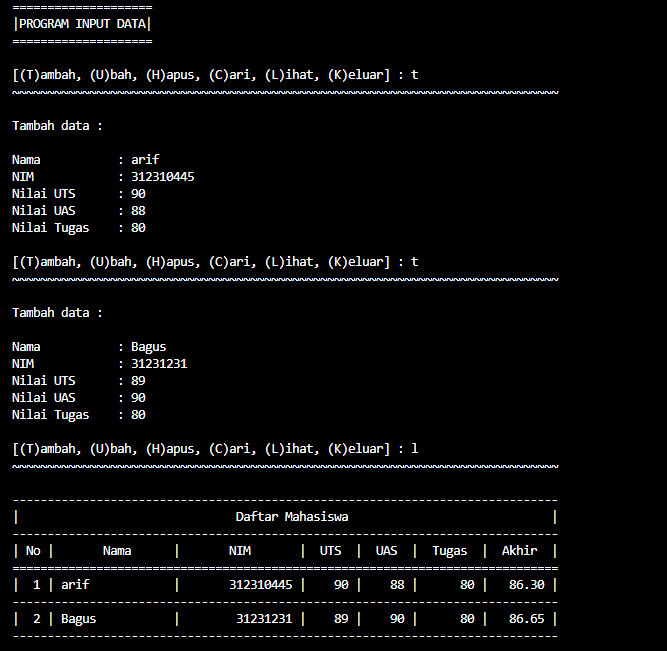 ====================
|PROGRAM INPUT DATA|
====================
[(T)ambah, (U)bah, (H)apus, (C)ari, (L)ihat, (K)eluar] : t
~~~~~~~~~~~~~~~~~~~~~~~~~~~~~~~~~~~~~~~~~~~~~~~~~~~~~~~~~~~~~~~~~~~~~~~~~~~~~~
Tambah data :
Nama           : arif
NIM            : 312310445
Nilai UTS      : 90
Nilai UAS      : 88
Nilai Tugas    : 80
[(T)ambah, (U)bah, (H)apus, (C)ari, (L)ihat, (K)eluar] : t
~~~~~~~~~~~~~~~~~~~~~~~~~~~~~~~~~~~~~~~~~~~~~~~~~~~~~~~~~~~~~~~~~~~~~~~~~~~~~~
Tambah data :
Nama           : Bagus
NIM            : 31231231
Nilai UTS      : 89
Nilai UAS      : 90
Nilai Tugas    : 80
[(T)ambah, (U)bah, (H)apus, (C)ari, (L)ihat, (K)eluar] : l
~~~~~~~~~~~~~~~~~~~~~~~~~~~~~~~~~~~~~~~~~~~~~~~~~~~~~~~~~~~~~~~~~~~~~~~~~~~~~~
------------------------------------------------------------------------------
|                               Daftar Mahasiswa                             |
------------------------------------------------------------------------------
| No |       Nama      |       NIM       |  UTS  |  UAS  |  Tugas  |  Akhir  |
==============================================================================
|  1 | arif            |       312310445 |    90 |    88 |      80 |   86.30 |
------------------------------------------------------------------------------
|  2 | Bagus           |        31231231 |    89 |    90 |      80 |   86.65 |
------------------------------------------------------------------------------